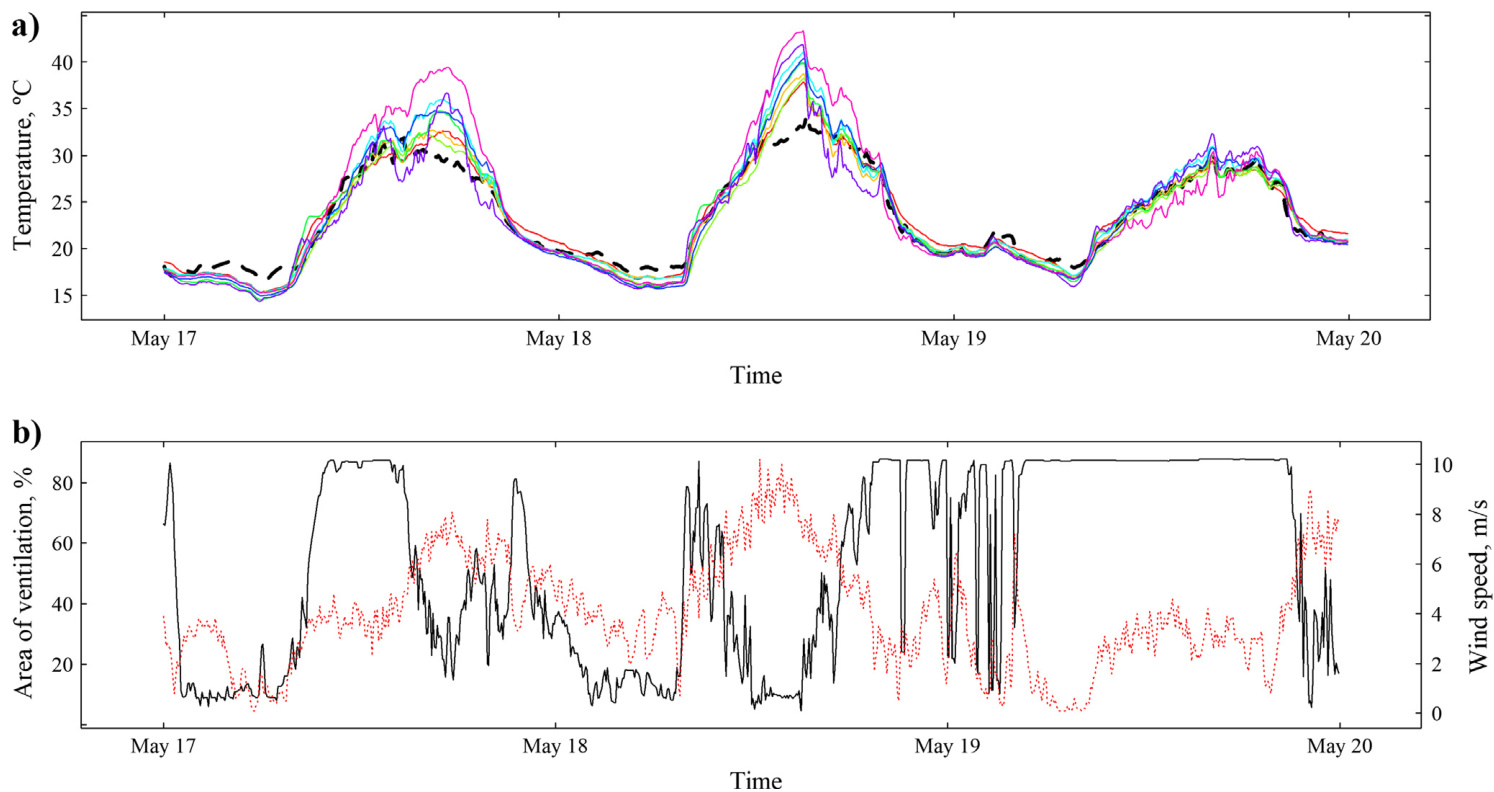 a)
Temperature, ºC
40
35
30
25
20
15
May 17
May 18
May 19
May 20
Time
b)
Area of ventilation, %
80
60
40
20
10
8
6
4
2
0
Wind speed, m/s
May 17
May 18
May 19
May 20
Time